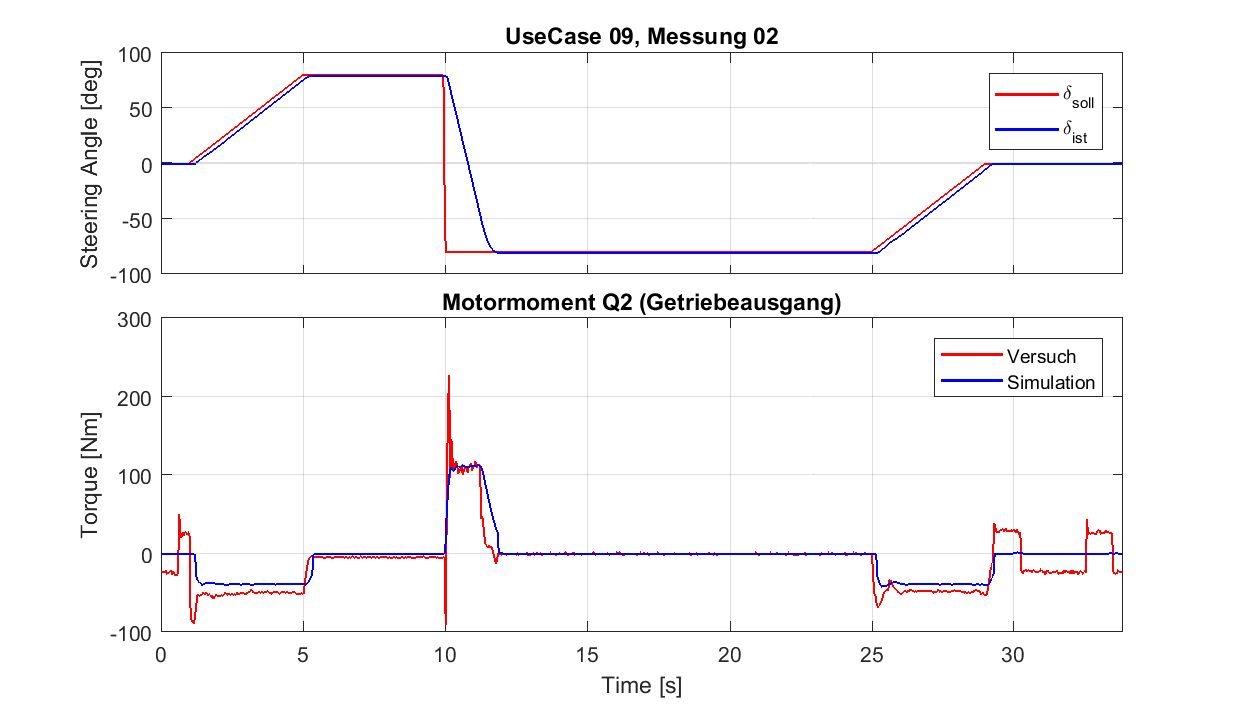 UseCase 09, Messung 02
100
50
0
-50
-100
Steering Angle [deg]
δsoll
δist
Motormoment Q2 (Getriebeausgang)
300
200
100
0
-100
Torque [Nm]
Versuch
Simulation
0 5 10 15 20 25 30
Time [s]